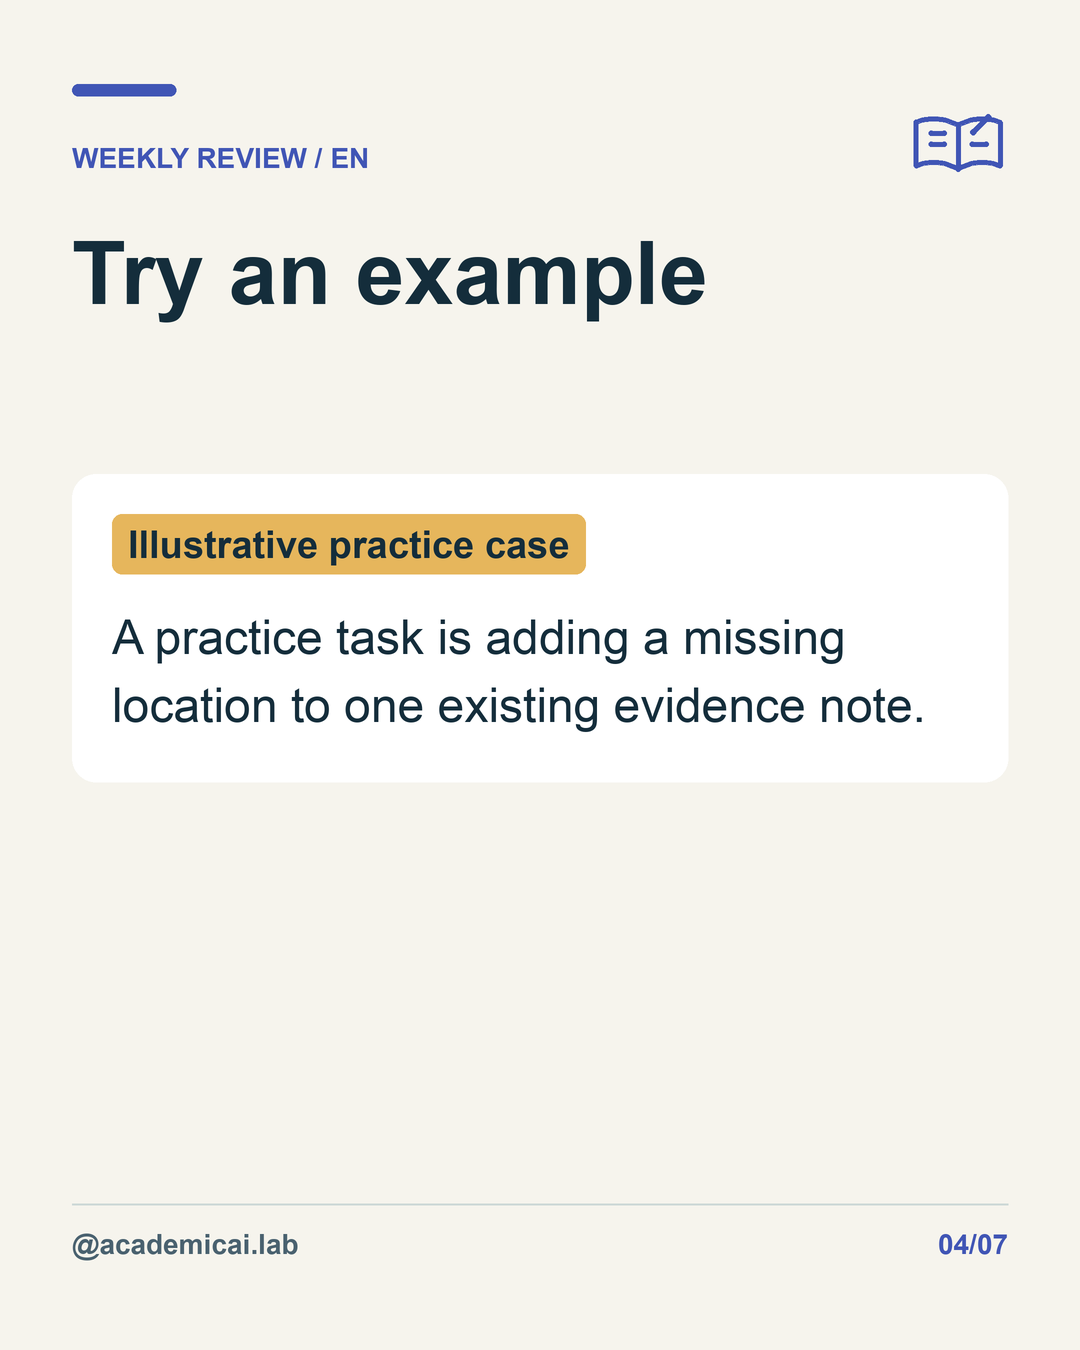 WEEKLY REVIEW / EN
Try an example
Illustrative practice case
A practice task is adding a missing
location to one existing evidence note.
@academicai.lab
04/07